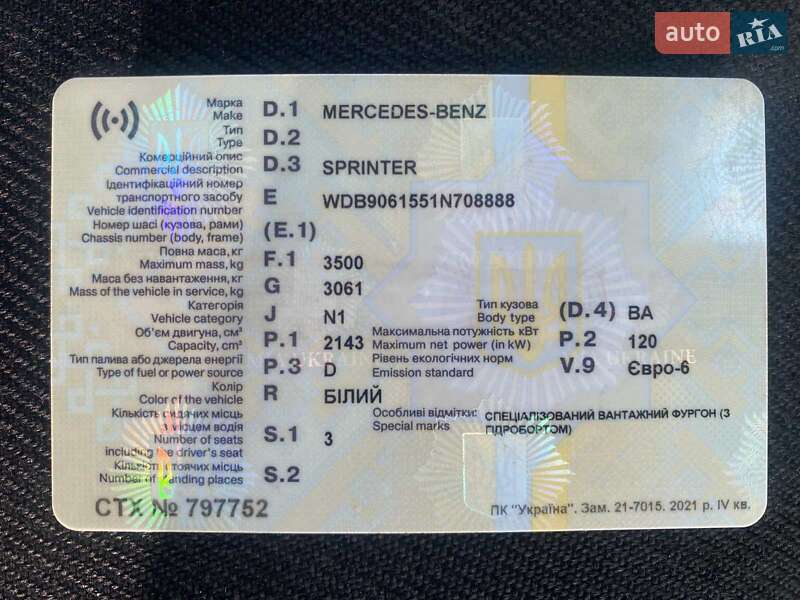 auto RIA .com
Марка
Make
D.1 MERCEDES-BENZ
Тип
Type
D.2
Комерційний опис
Commercial description
D.3 SPRINTER
Ідентифікаційний номер
транспортного засобу
Vehicle identification number
E WDB9061551N708888
Номер шасі (кузова, рами)
Chassis number (body, frame)
(E.1)
Повна маса, кг
Maximum mass, kg
F.1 3500
Маса без навантаження, кг
Mass of the vehicle in service, kg
G 3061
Категорія
Vehicle category
J N1
Тип кузова
Body type
(D.4) BA
Об'єм двигуна, см³
Capacity, cm³
P.1 2143
Максимальна потужність кВт
Maximum net power (in kW)
P.2 120
Тип палива або джерела енергії
Type of fuel or power source
P.3 D
Рівень екологічних норм
Emission standard
V.9 Євро-6
UKRAINE
UKRAINE
Колір
Color of the vehicle
R БІЛИЙ
Кількість сидячих місць
з місцем водія
Number of seats
including the driver's seat
S.1 3
Особливі відмітки:
Special marks
СПЕЦІАЛІЗОВАНИЙ ВАНТАЖНИЙ ФУРГОН (З
ГІДРОБОРТОМ)
Кількість стоячих місць
Number of standing places
S.2
СТХ № 797752
ПК "Україна". Зам. 21-7015. 2021 р. IV кв.